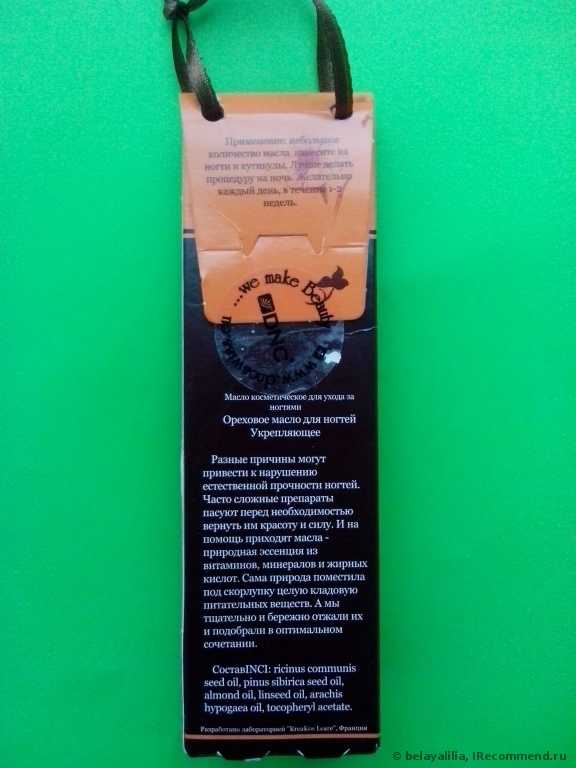 Применение: небольшое
количество масла нанесите на
ногти и кутикулы. Лучше делать
процедуру на ночь. Желательно
каждый день, в течение 1-2
недель.
...we make Beauty
DNC
Масло косметическое для ухода за
ногтями
Ореховое масло для ногтей
Укрепляющее
Разные причины могут
привести к нарушению
естественной прочности ногтей.
Часто сложные препараты
пасуют перед необходимостью
вернуть им красоту и силу. И на
помощь приходят масла -
природная эссенция из
витаминов, минералов и жирных
кислот. Сама природа поместила
под скорлупку целую кладовую
питательных веществ. А мы
тщательно и бережно отжали их
и подобрали в оптимальном
сочетании.
СоставINCI: ricinus communis
seed oil, pinus sibirica seed oil,
almond oil, linseed oil, arachis
hypogaea oil, tocopheryl acetate.
Разработано лабораторией "Kreakos Leare", Франция
© belayalilia, IRecommend.ru